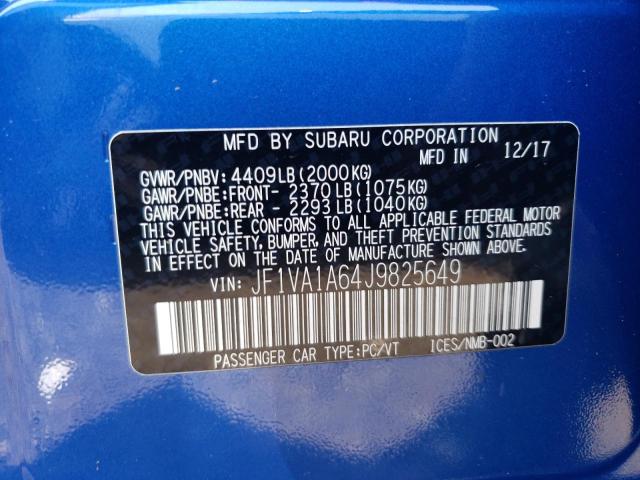 MFD BY SUBARU CORPORATION
MFD IN 12/17
GVWR/PNBV: 4409LB(2000KG)
GAWR/PNBE:FRONT- 2370LB(1075KG)
GAWR/PNBE:REAR - 2293LB(1040KG)
THIS VEHICLE CONFORMS TO ALL APPLICABLE FEDERAL MOTOR
VEHICLE SAFETY, BUMPER, AND THEFT PREVENTION STANDARDS
IN EFFECT ON THE DATE OF MANUFACTURE SHOWN ABOVE.
VIN: JF1VA1A64J9825649
PASSENGER CAR TYPE:PC/VT ICES/NMB-002